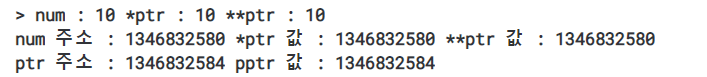 > num : 10 *ptr : 10 **ptr : 10
num 주소 : 1346832580 *ptr 값 : 1346832580 **ptr 값 : 1346832580
ptr 주소 : 1346832584 pptr 값 : 1346832584